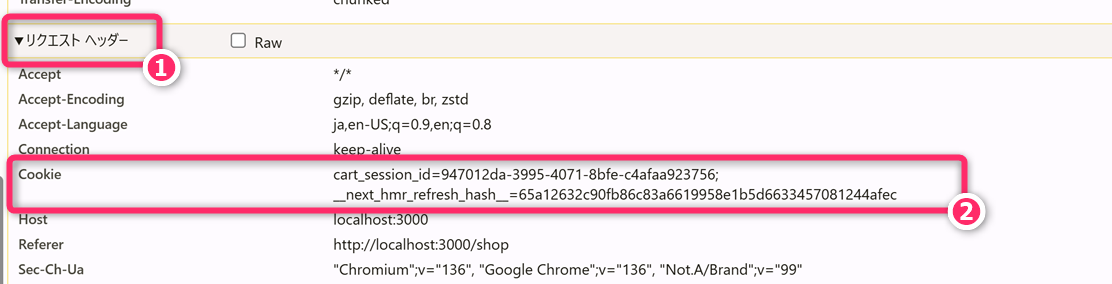 Transfer-Encoding chunked
▼リクエスト ヘッダー Raw
1
Accept */*
Accept-Encoding gzip, deflate, br, zstd
Accept-Language ja,en-US;q=0.9,en;q=0.8
Connection keep-alive
Cookie cart_session_id=947012da-3995-4071-8bfe-c4afaa923756;
__next_hmr_refresh_hash__=65a12632c90fb86c83a6619958e1b5d6633457081244afec
2
Host localhost:3000
Referer http://localhost:3000/shop
Sec-Ch-Ua "Chromium";v="136", "Google Chrome";v="136", "Not.A/Brand";v="99"